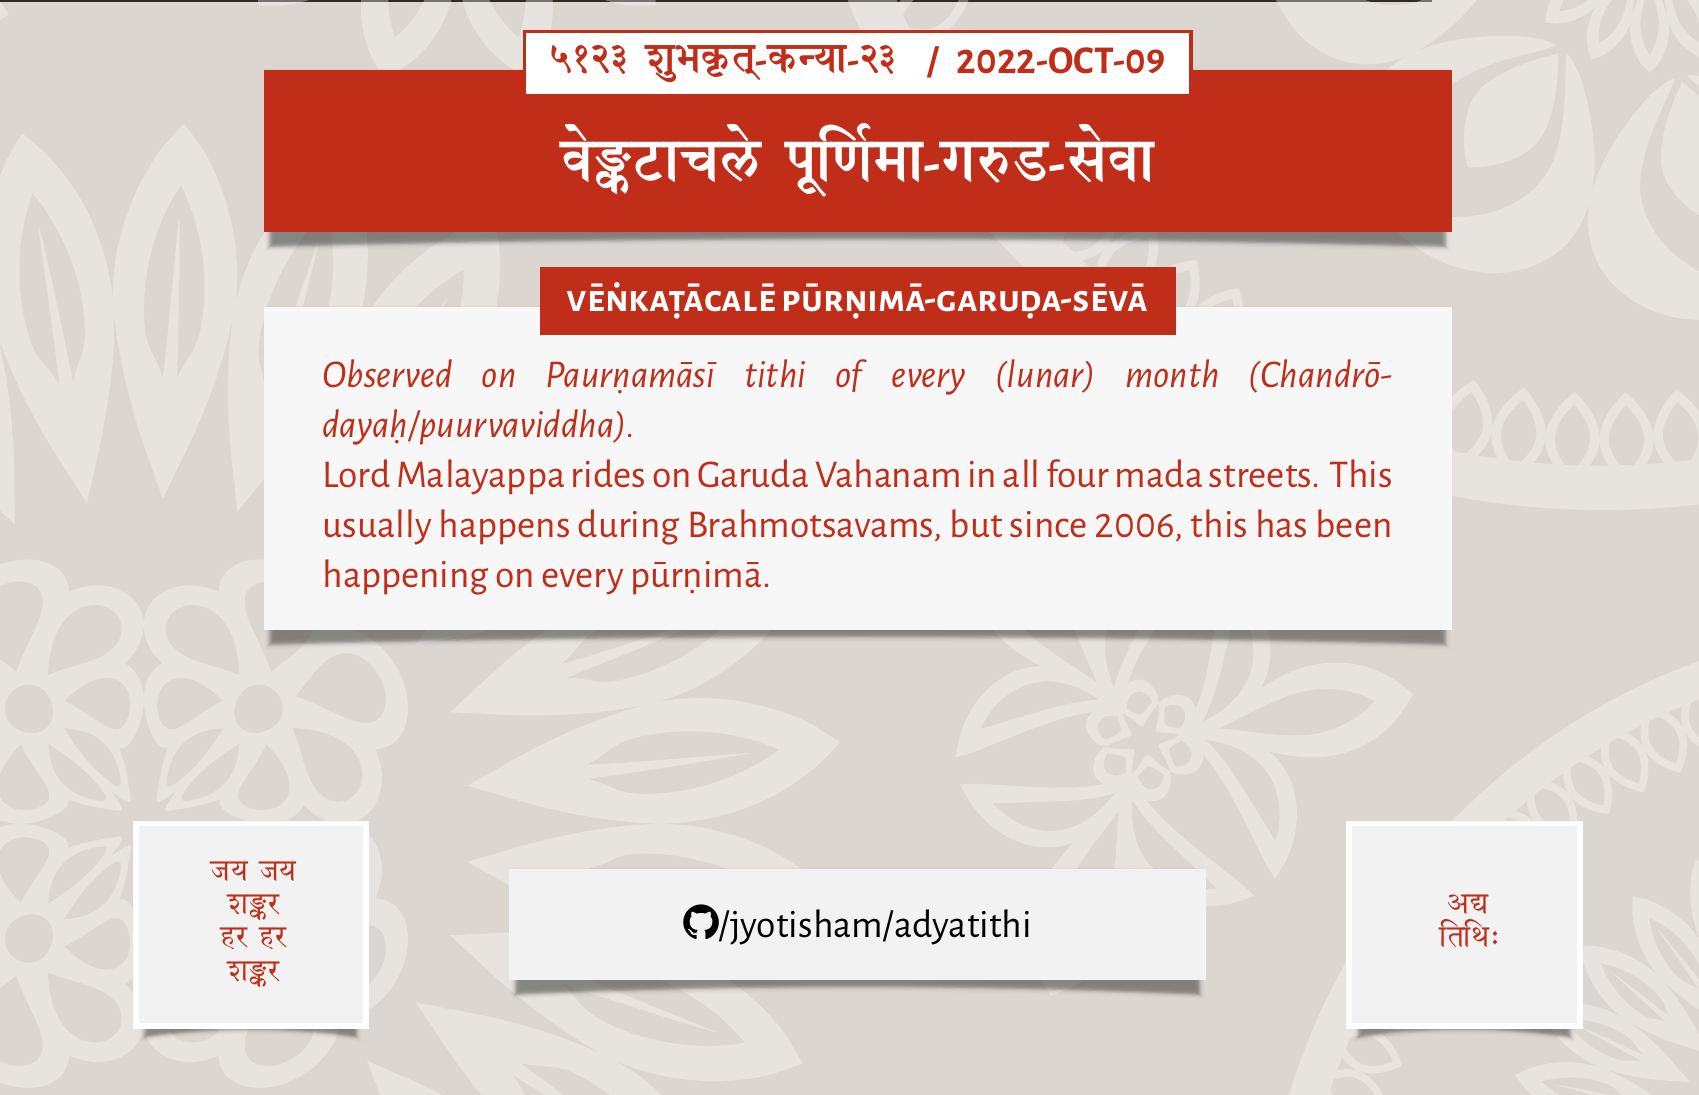 ५१२३ शुभकृत्-कन्या-२३ / 2022-OCT-09
वेङ्कटाचले पूर्णिमा-गरुड-सेवा
VĒṄKAṬĀCALĒ PŪRṆIMĀ-GARUḌA-SĒVĀ
Observed on Paurṇamāsī tithi of every (lunar) month (Chandrō-
dayaḥ/puurvaviddha).
Lord Malayappa rides on Garuda Vahanam in all four mada streets. This
usually happens during Brahmotsavams, but since 2006, this has been
happening on every pūrṇimā.
जय जय
शङ्कर
हर हर
शङ्कर
/jyotisham/adyatithi
अद्य
तिथिः